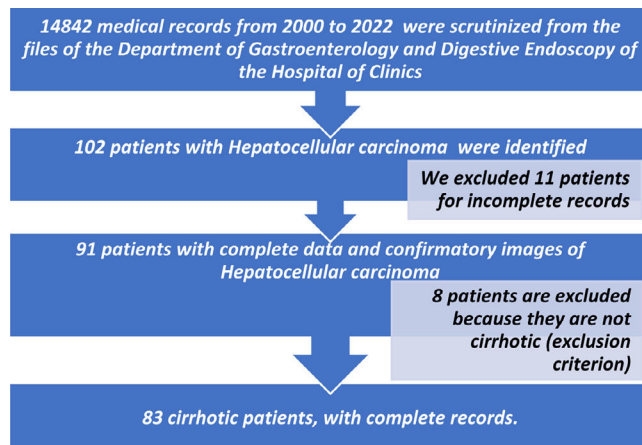 14842 medical records from 2000 to 2022 were scrutinized from the
files of the Department of Gastroenterology and Digestive Endoscopy of
the Hospital of Clinics
102 patients with Hepatocellular carcinoma were identified
We excluded 11 patients
for incomplete records
91 patients with complete data and confirmatory images of
Hepatocellular carcinoma
8 patients are excluded
because they are not
cirrhotic (exclusion
criterion)
83 cirrhotic patients, with complete records.